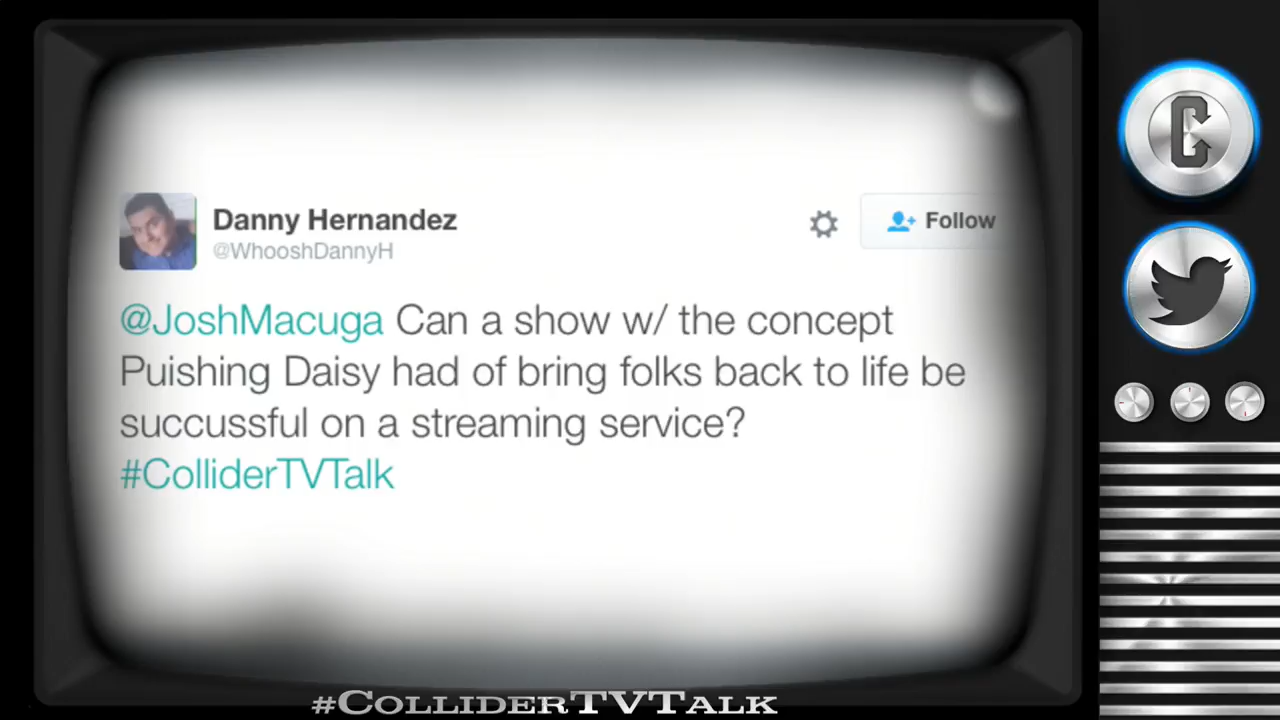 Danny Hernandez
@WhooshDannyH
Follow
@JoshMacuga Can a show w/ the concept
Puishing Daisy had of bring folks back to life be
succussful on a streaming service?
#ColliderTVTalk
#ColliderTVTalk